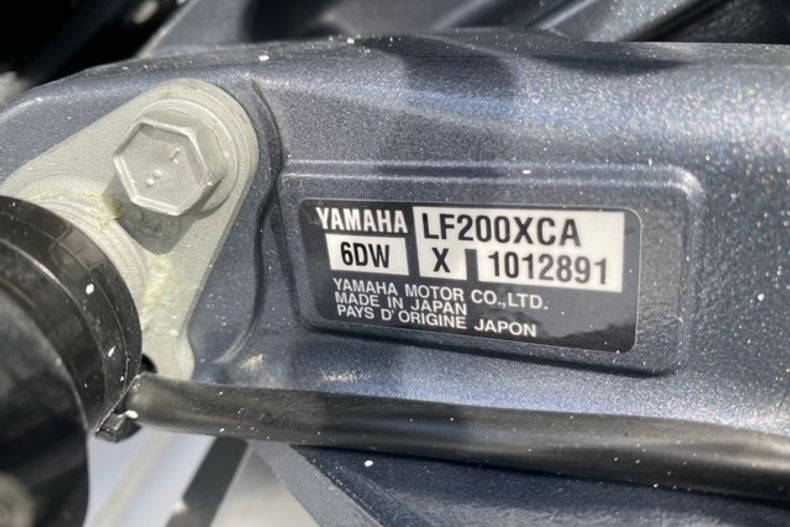 YAMAHA LF200XCA
6DW X 1012891
YAMAHA MOTOR CO.,LTD.
MADE IN JAPAN
PAYS D'ORIGINE JAPON